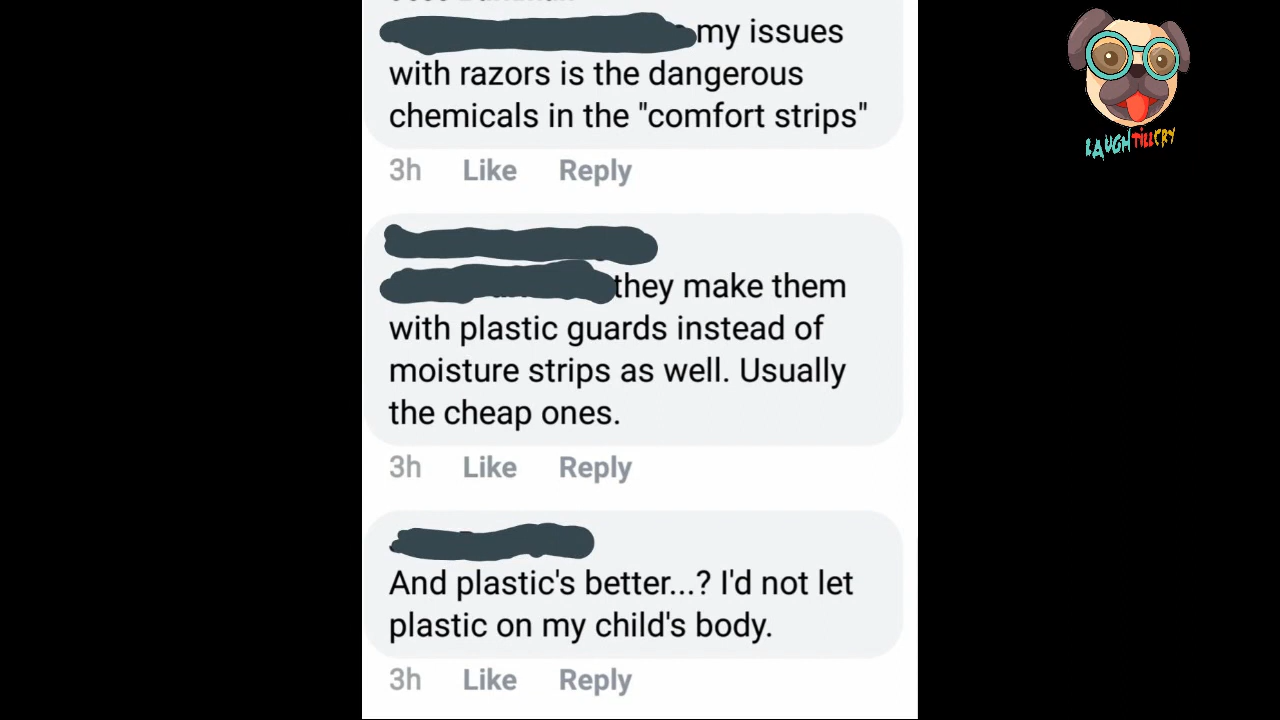 my issues
with razors is the dangerous
chemicals in the "comfort strips"
3h Like Reply
they make them
with plastic guards instead of
moisture strips as well. Usually
the cheap ones.
3h Like Reply
And plastic's better...? I'd not let
plastic on my child's body.
3h Like Reply
LAUGHTILLCRY